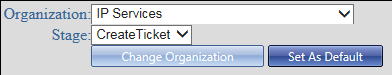 Organization: IP Services
Stage: CreateTicket
Change Organization Set As Default